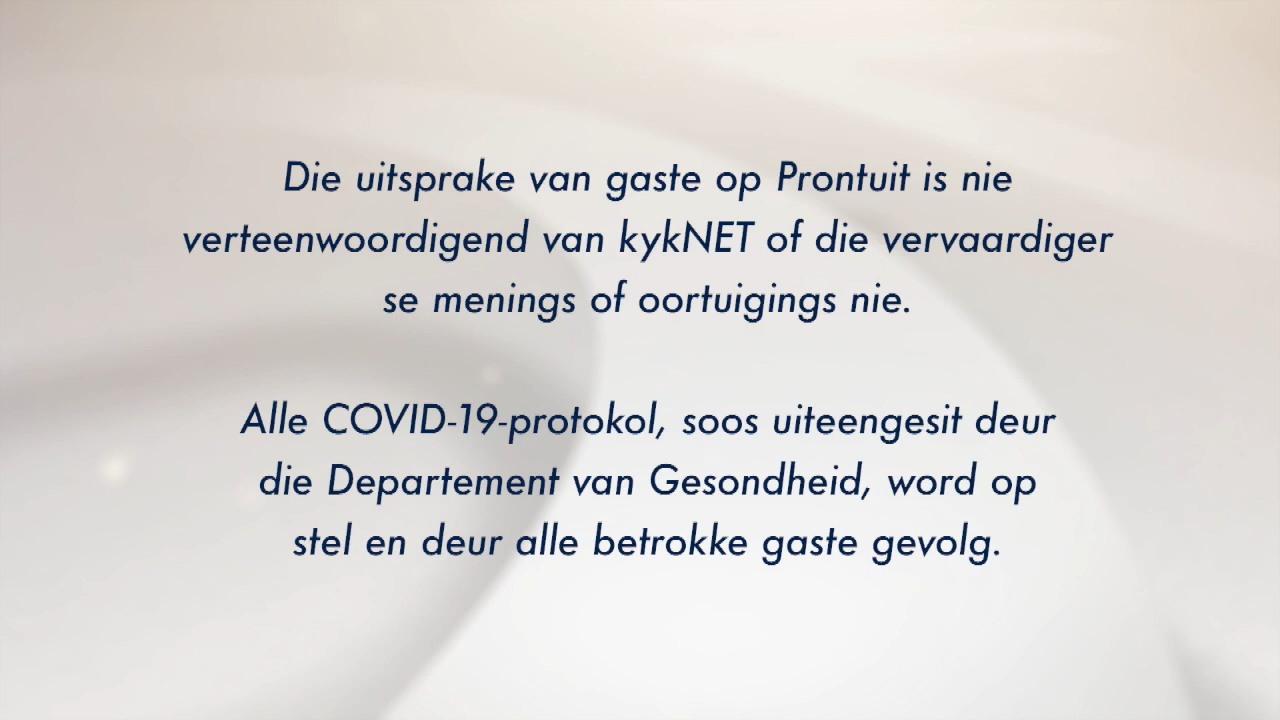 Die uitsprake van gaste op Prontuit is nie
verteenwoordigend van kykNET of die vervaardiger
se menings of oortuigings nie.
Alle COVID-19-protokol, soos uiteengesit deur
die Departement van Gesondheid, word op
stel en deur alle betrokke gaste gevolg.